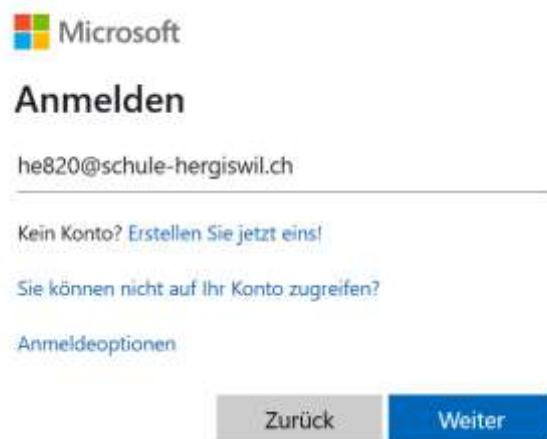 Microsoft
Anmelden
he820@schule-hergiswil.ch
Kein Konto? Erstellen Sie jetzt eins!
Sie können nicht auf Ihr Konto zugreifen?
Anmeldeoptionen
Zurück Weiter